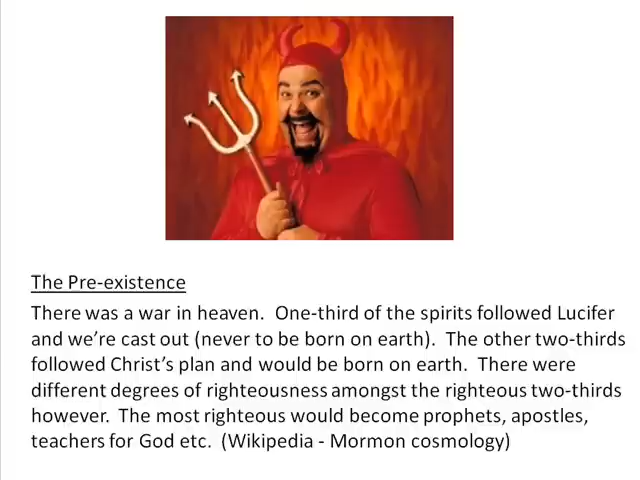 The Pre-existence
There was a war in heaven.  One-third of the spirits followed Lucifer
and we’re cast out (never to be born on earth).  The other two-thirds
followed Christ’s plan and would be born on earth.  There were
different degrees of righteousness amongst the righteous two-thirds
however.  The most righteous would become prophets, apostles,
teachers for God etc.  (Wikipedia - Mormon cosmology)